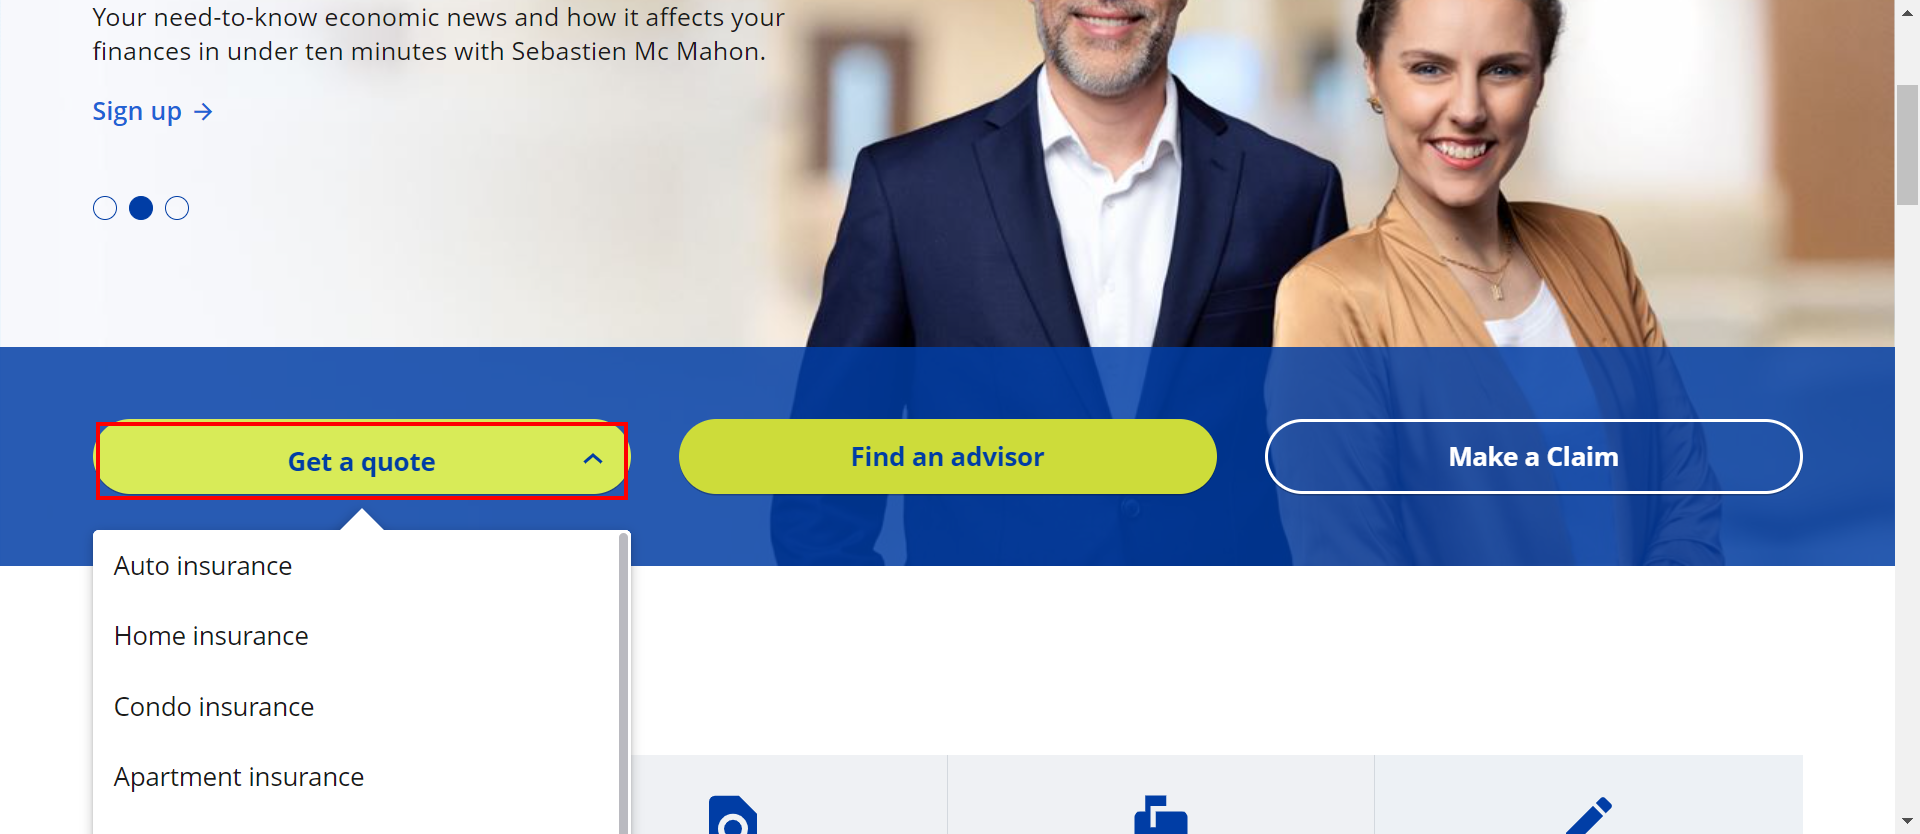 Your need-to-know economic news and how it affects your
finances in under ten minutes with Sebastien Mc Mahon.
Sign up →
Get a quote
Find an advisor
Make a Claim
Auto insurance
Home insurance
Condo insurance
Apartment insurance